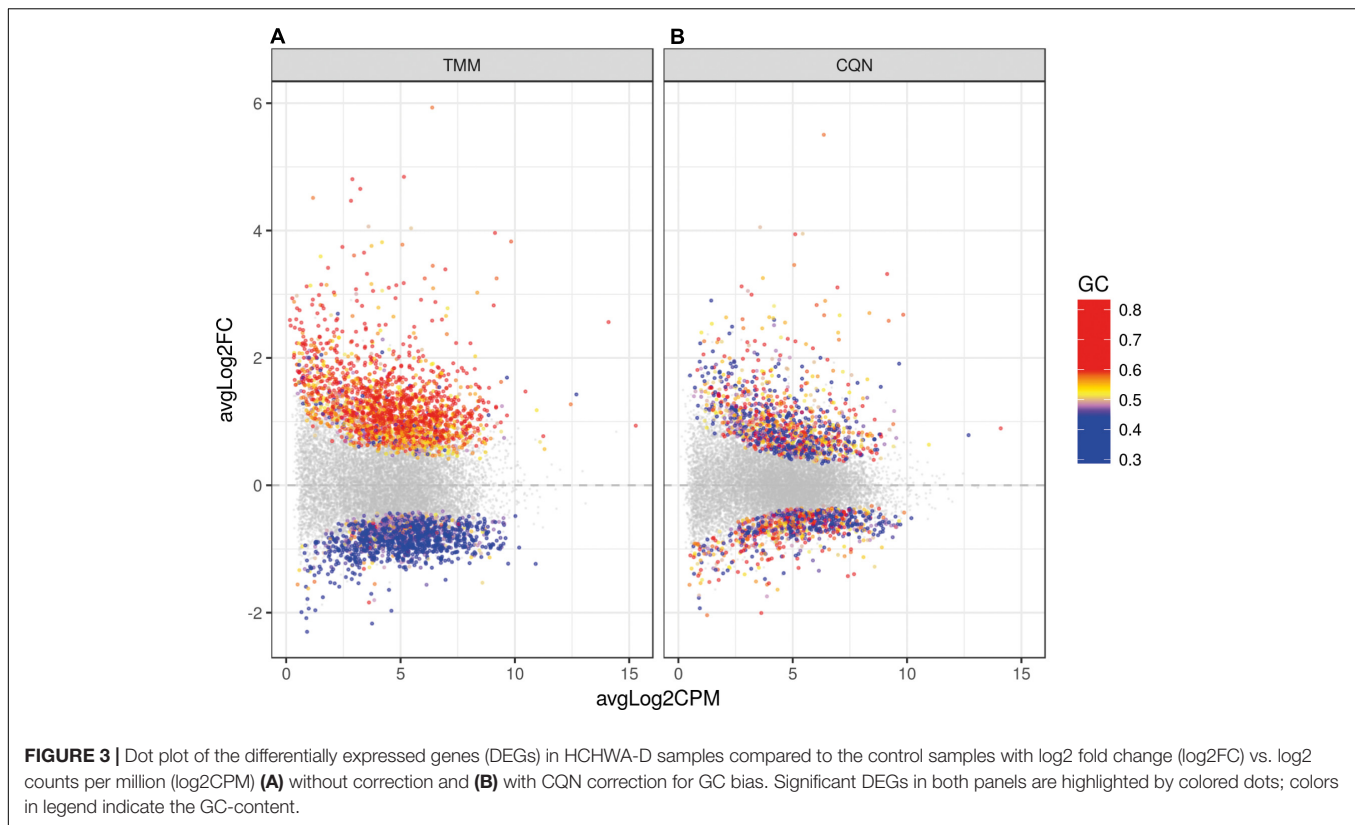 A
B
TMM
CQN
6
4
2
0
-2
avgLog2FC
0
5
10
15
0
5
10
15
avgLog2CPM
GC
0.8
0.7
0.6
0.5
0.4
0.3
FIGURE 3 | Dot plot of the differentially expressed genes (DEGs) in HCHWA-D samples compared to the control samples with log2 fold change (log2FC) vs. log2
counts per million (log2CPM) (A) without correction and (B) with CQN correction for GC bias. Significant DEGs in both panels are highlighted by colored dots; colors
in legend indicate the GC-content.